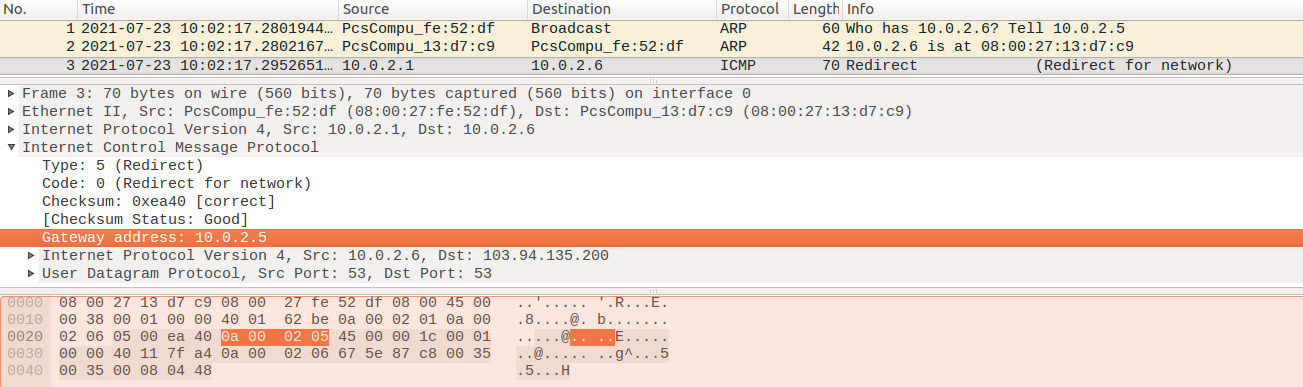 No. Time Source Destination Protocol Length Info
1 2021-07-23 10:02:17.2801944… PcsCompu_fe:52:df Broadcast ARP 60 Who has 10.0.2.6? Tell 10.0.2.5
2 2021-07-23 10:02:17.2802167… PcsCompu_13:d7:c9 PcsCompu_fe:52:df ARP 42 10.0.2.6 is at 08:00:27:13:d7:c9
3 2021-07-23 10:02:17.2952651… 10.0.2.1 10.0.2.6 ICMP 70 Redirect (Redirect for network)
Frame 3: 70 bytes on wire (560 bits), 70 bytes captured (560 bits) on interface 0
Ethernet II, Src: PcsCompu_fe:52:df (08:00:27:fe:52:df), Dst: PcsCompu_13:d7:c9 (08:00:27:13:d7:c9)
Internet Protocol Version 4, Src: 10.0.2.1, Dst: 10.0.2.6
Internet Control Message Protocol
Type: 5 (Redirect)
Code: 0 (Redirect for network)
Checksum: 0xea40 [correct]
[Checksum Status: Good]
Gateway address: 10.0.2.5
Internet Protocol Version 4, Src: 10.0.2.6, Dst: 103.94.135.200
User Datagram Protocol, Src Port: 53, Dst Port: 53
0000 08 00 27 13 d7 c9 08 00 27 fe 52 df 08 00 45 00 ..'..... '.R...E.
0010 00 38 00 01 00 00 40 01 62 be 0a 00 02 01 0a 00 .8....@. b.......
0020 02 06 05 00 ea 40 0a 00 02 05 45 00 00 1c 00 01 .....@.. ..E.....
0030 00 00 40 11 7f a4 0a 00 02 06 67 5e 87 c8 00 35 ..@..... ..g^...5
0040 00 35 00 08 04 48 .5...H